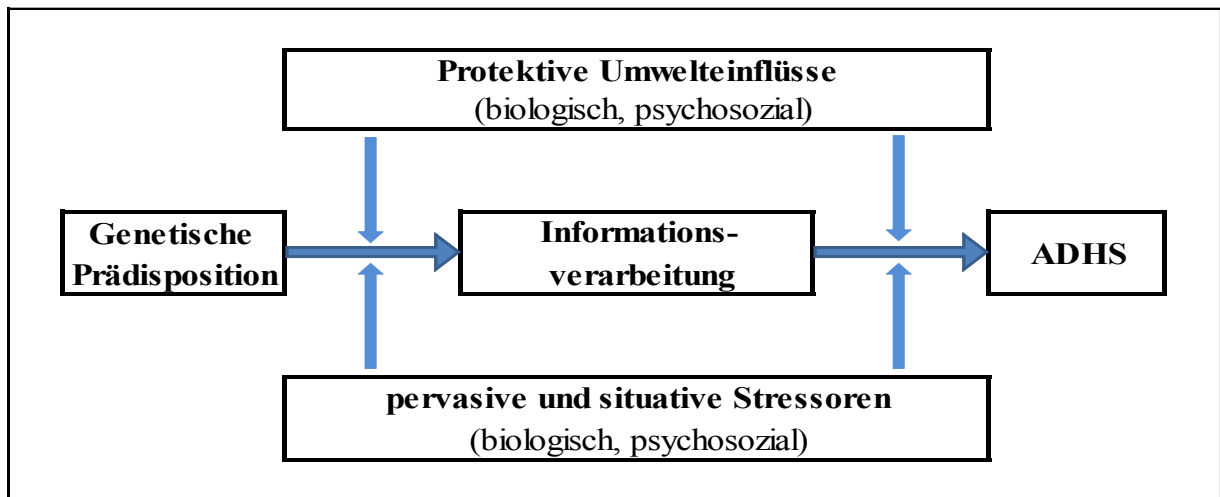 Protektive Umwelteinflüsse
(biologisch, psychosozial)
Genetische
Prädisposition
Informations-
verarbeitung
ADHS
pervasive und situative Stressoren
(biologisch, psychosozial)